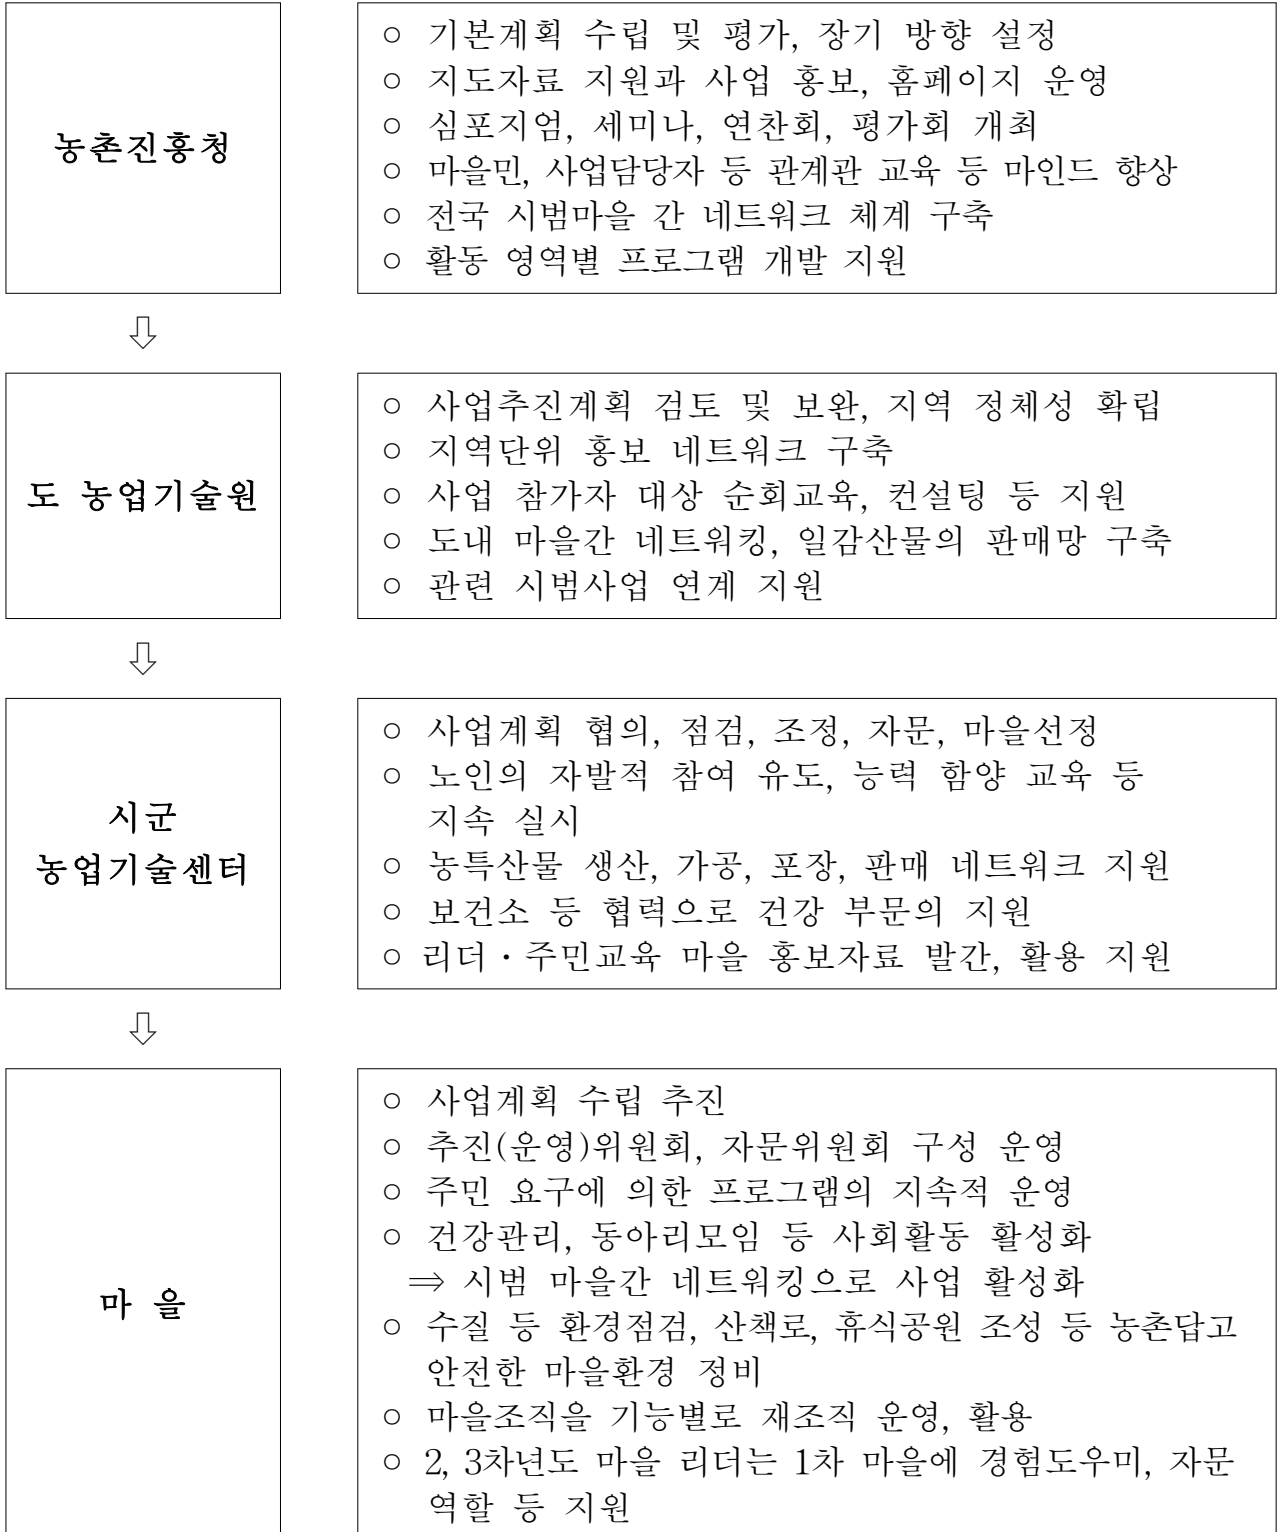 농촌진흥청
○ 기본계획 수립 및 평가, 장기 방향 설정
○ 지도자료 지원과 사업 홍보, 홈페이지 운영
○ 심포지엄, 세미나, 연찬회, 평가회 개최
○ 마을민, 사업담당자 등 관계관 교육 등 마인드 향상
○ 전국 시범마을 간 네트워크 체계 구축
○ 활동 영역별 프로그램 개발 지원
⇩
도 농업기술원
○ 사업추진계획 검토 및 보완, 지역 정체성 확립
○ 지역단위 홍보 네트워크 구축
○ 사업 참가자 대상 순회교육, 컨설팅 등 지원
○ 도내 마을간 네트워킹, 일감산물의 판매망 구축
○ 관련 시범사업 연계 지원
⇩
시군
농업기술센터
○ 사업계획 협의, 점검, 조정, 자문, 마을선정
○ 노인의 자발적 참여 유도, 능력 함양 교육 등
지속 실시
○ 농특산물 생산, 가공, 포장, 판매 네트워크 지원
○ 보건소 등 협력으로 건강 부문의 지원
○ 리더・주민교육 마을 홍보자료 발간, 활용 지원
⇩
마 을
○ 사업계획 수립 추진
○ 추진(운영)위원회, 자문위원회 구성 운영
○ 주민 요구에 의한 프로그램의 지속적 운영
○ 건강관리, 동아리모임 등 사회활동 활성화
⇒ 시범 마을간 네트워킹으로 사업 활성화
○ 수질 등 환경점검, 산책로, 휴식공원 조성 등 농촌답고
안전한 마을환경 정비
○ 마을조직을 기능별로 재조직 운영, 활용
○ 2, 3차년도 마을 리더는 1차 마을에 경험도우미, 자문
역할 등 지원